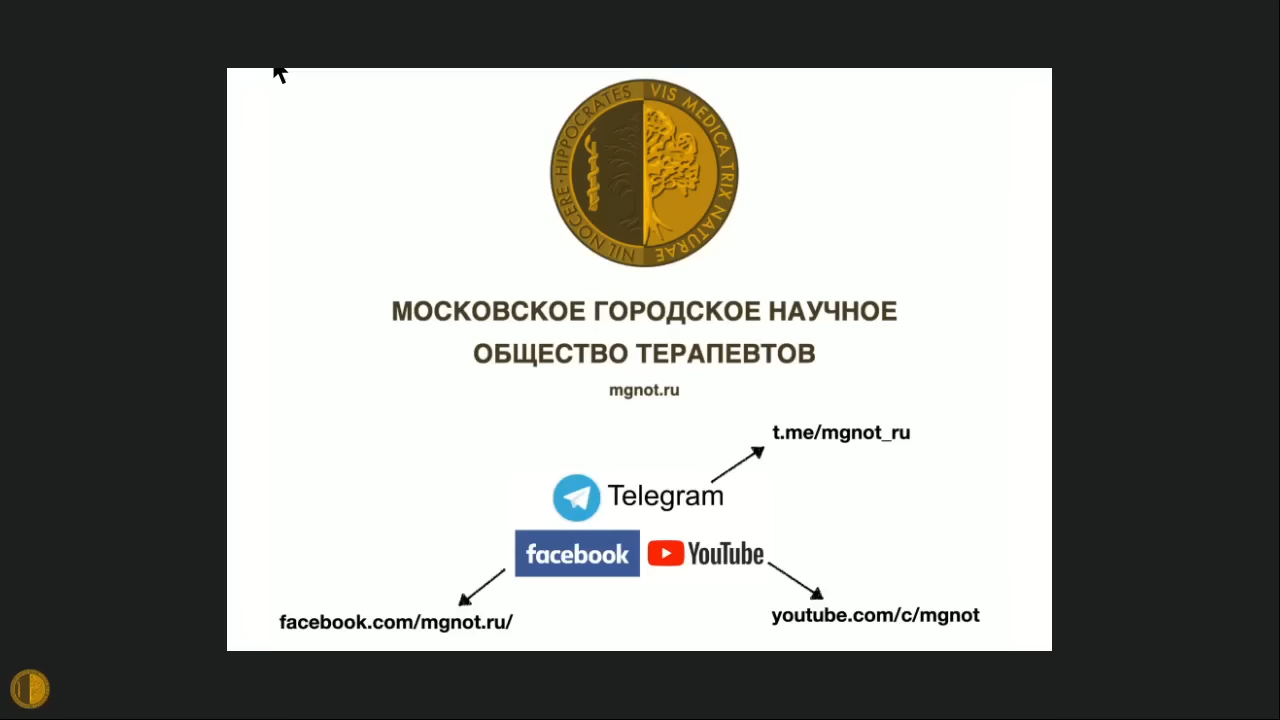 NIL NOCERE·HIPPOCRATES VIS MEDICA TRIX NATURAE
МОСКОВСКОЕ ГОРОДСКОЕ НАУЧНОЕ
ОБЩЕСТВО ТЕРАПЕВТОВ
mgnot.ru
t.me/mgnot_ru
Telegram
facebook YouTube
facebook.com/mgnot.ru/
youtube.com/c/mgnot